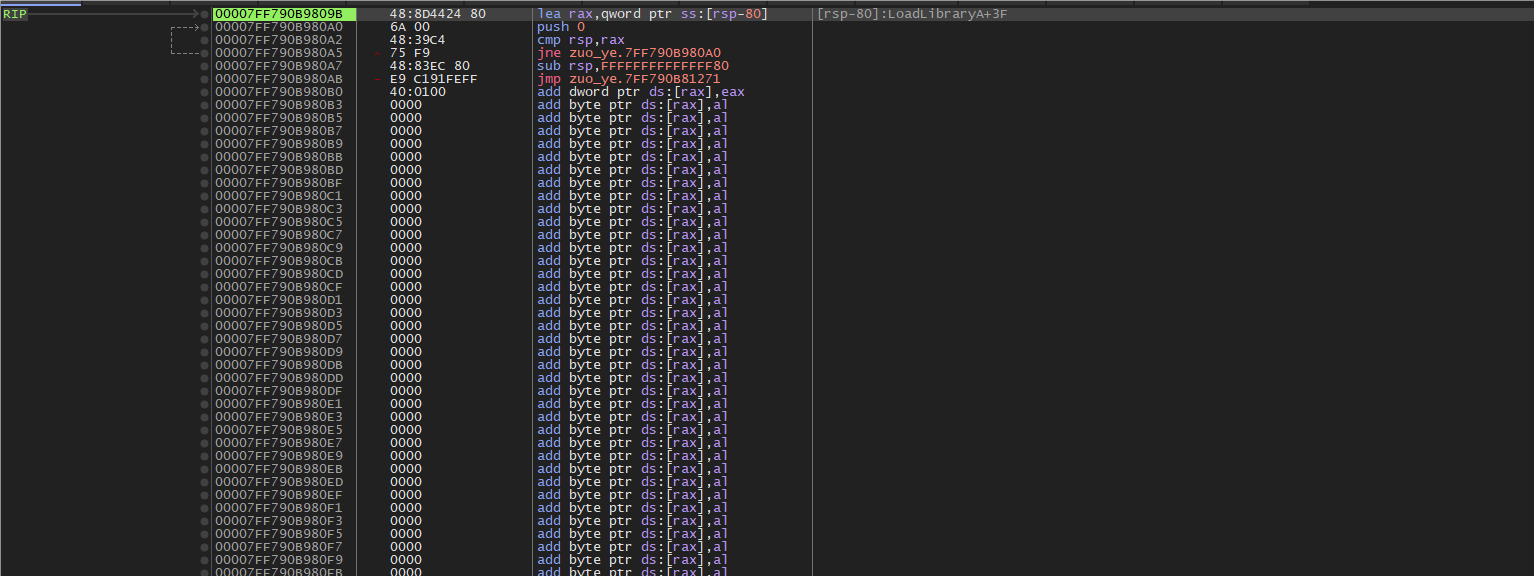 RIP 00007FF790B9809B 48:8D4424 80 lea rax,qword ptr ss:[rsp-80] [rsp-80]:LoadLibraryA+3F
00007FF790B980A0 6A 00 push 0
00007FF790B980A2 48:39C4 cmp rsp,rax
00007FF790B980A5 75 F9 jne zuo_ye.7FF790B980A0
00007FF790B980A7 48:83EC 80 sub rsp,FFFFFFFFFFFFFF80
00007FF790B980AB E9 C191FEFF jmp zuo_ye.7FF790B81271
00007FF790B980B0 40:0100 add dword ptr ds:[rax],eax
00007FF790B980B3 0000 add byte ptr ds:[rax],al
00007FF790B980B5 0000 add byte ptr ds:[rax],al
00007FF790B980B7 0000 add byte ptr ds:[rax],al
00007FF790B980B9 0000 add byte ptr ds:[rax],al
00007FF790B980BB 0000 add byte ptr ds:[rax],al
00007FF790B980BD 0000 add byte ptr ds:[rax],al
00007FF790B980BF 0000 add byte ptr ds:[rax],al
00007FF790B980C1 0000 add byte ptr ds:[rax],al
00007FF790B980C3 0000 add byte ptr ds:[rax],al
00007FF790B980C5 0000 add byte ptr ds:[rax],al
00007FF790B980C7 0000 add byte ptr ds:[rax],al
00007FF790B980C9 0000 add byte ptr ds:[rax],al
00007FF790B980CB 0000 add byte ptr ds:[rax],al
00007FF790B980CD 0000 add byte ptr ds:[rax],al
00007FF790B980CF 0000 add byte ptr ds:[rax],al
00007FF790B980D1 0000 add byte ptr ds:[rax],al
00007FF790B980D3 0000 add byte ptr ds:[rax],al
00007FF790B980D5 0000 add byte ptr ds:[rax],al
00007FF790B980D7 0000 add byte ptr ds:[rax],al
00007FF790B980D9 0000 add byte ptr ds:[rax],al
00007FF790B980DB 0000 add byte ptr ds:[rax],al
00007FF790B980DD 0000 add byte ptr ds:[rax],al
00007FF790B980DF 0000 add byte ptr ds:[rax],al
00007FF790B980E1 0000 add byte ptr ds:[rax],al
00007FF790B980E3 0000 add byte ptr ds:[rax],al
00007FF790B980E5 0000 add byte ptr ds:[rax],al
00007FF790B980E7 0000 add byte ptr ds:[rax],al
00007FF790B980E9 0000 add byte ptr ds:[rax],al
00007FF790B980EB 0000 add byte ptr ds:[rax],al
00007FF790B980ED 0000 add byte ptr ds:[rax],al
00007FF790B980EF 0000 add byte ptr ds:[rax],al
00007FF790B980F1 0000 add byte ptr ds:[rax],al
00007FF790B980F3 0000 add byte ptr ds:[rax],al
00007FF790B980F5 0000 add byte ptr ds:[rax],al
00007FF790B980F7 0000 add byte ptr ds:[rax],al
00007FF790B980F9 0000 add byte ptr ds:[rax],al
00007FF790B980FB 0000 add byte ptr ds:[rax],al